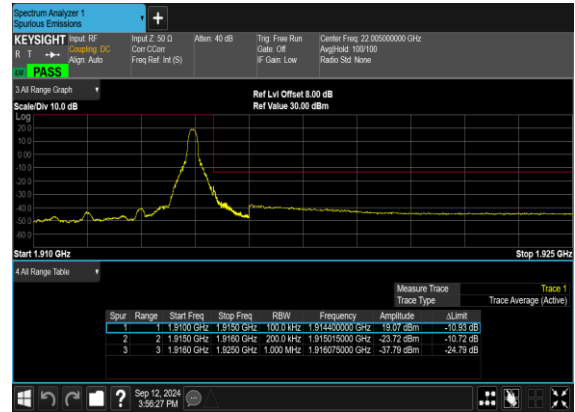 Spectrum Analyzer 1
Spurious Emissions
+
KEYSIGHT
R T
LXI PASS
Input: RF
Coupling: DC
Align: Auto
Input Z: 50 Ω
Corr CCorr
Freq Ref: Int (S)
Atten: 40 dB
Trig: Free Run
Gate: Off
IF Gain: Low
Center Freq: 22.005000000 GHz
Avg|Hold: 100/100
Radio Std: None
3 All Range Graph
Scale/Div 10.0 dB
Ref Lvl Offset 8.00 dB
Ref Value 30.00 dBm
Log
20.0
10.0
0.00
-10.0
-20.0
-30.0
-40.0
-50.0
-60.0
Start 1.910 GHz
Stop 1.925 GHz
4 All Range Table
Measure Trace Trace 1
Trace Type Trace Average (Active)
Spur Range Start Freq Stop Freq RBW Frequency Amplitude ΔLimit
1 1 1.9100 GHz 1.9150 GHz 100.0 kHz 1.914400000 GHz 19.07 dBm -10.93 dB
2 2 1.9150 GHz 1.9160 GHz 200.0 kHz 1.915015000 GHz -23.72 dBm -10.72 dB
3 3 1.9160 GHz 1.9250 GHz 1.000 MHz 1.916075000 GHz -37.79 dBm -24.79 dB
?
Sep 12, 2024
3:56:27 PM